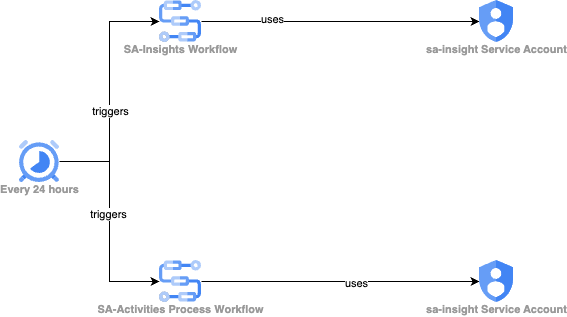 uses
SA-Insights Workflow
sa-insight Service Account
triggers
Every 24 hours
triggers
uses
SA-Activities Process Workflow
sa-insight Service Account